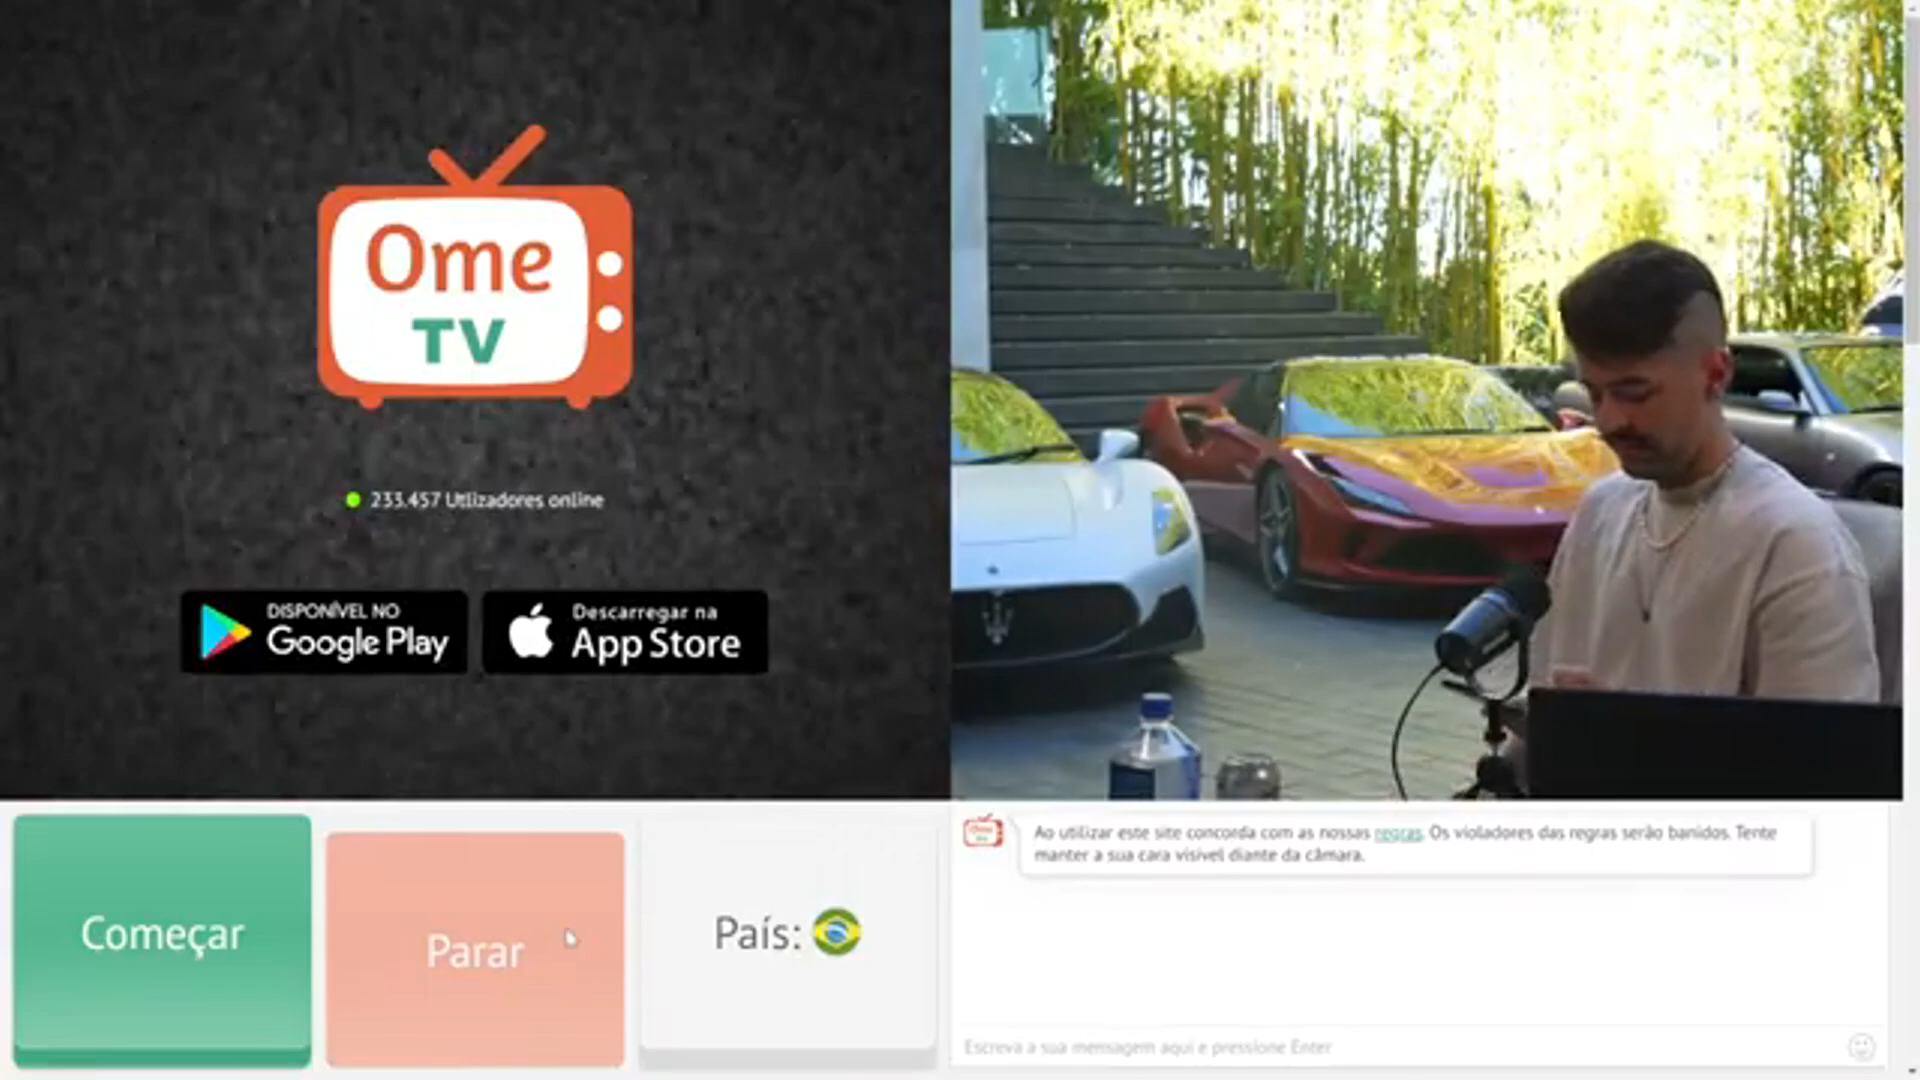 Ome
TV
233.457 Utlizadores online
DISPONÍVEL NO
Google Play
Descarregar na
App Store
Começar
Parar
País:
Ao utilizar este site concorda com as nossas regras. Os violadores das regras serão banidos. Tente
manter a sua cara visível diante da câmara.
Escreva a sua mensagem aqui e pressione Enter